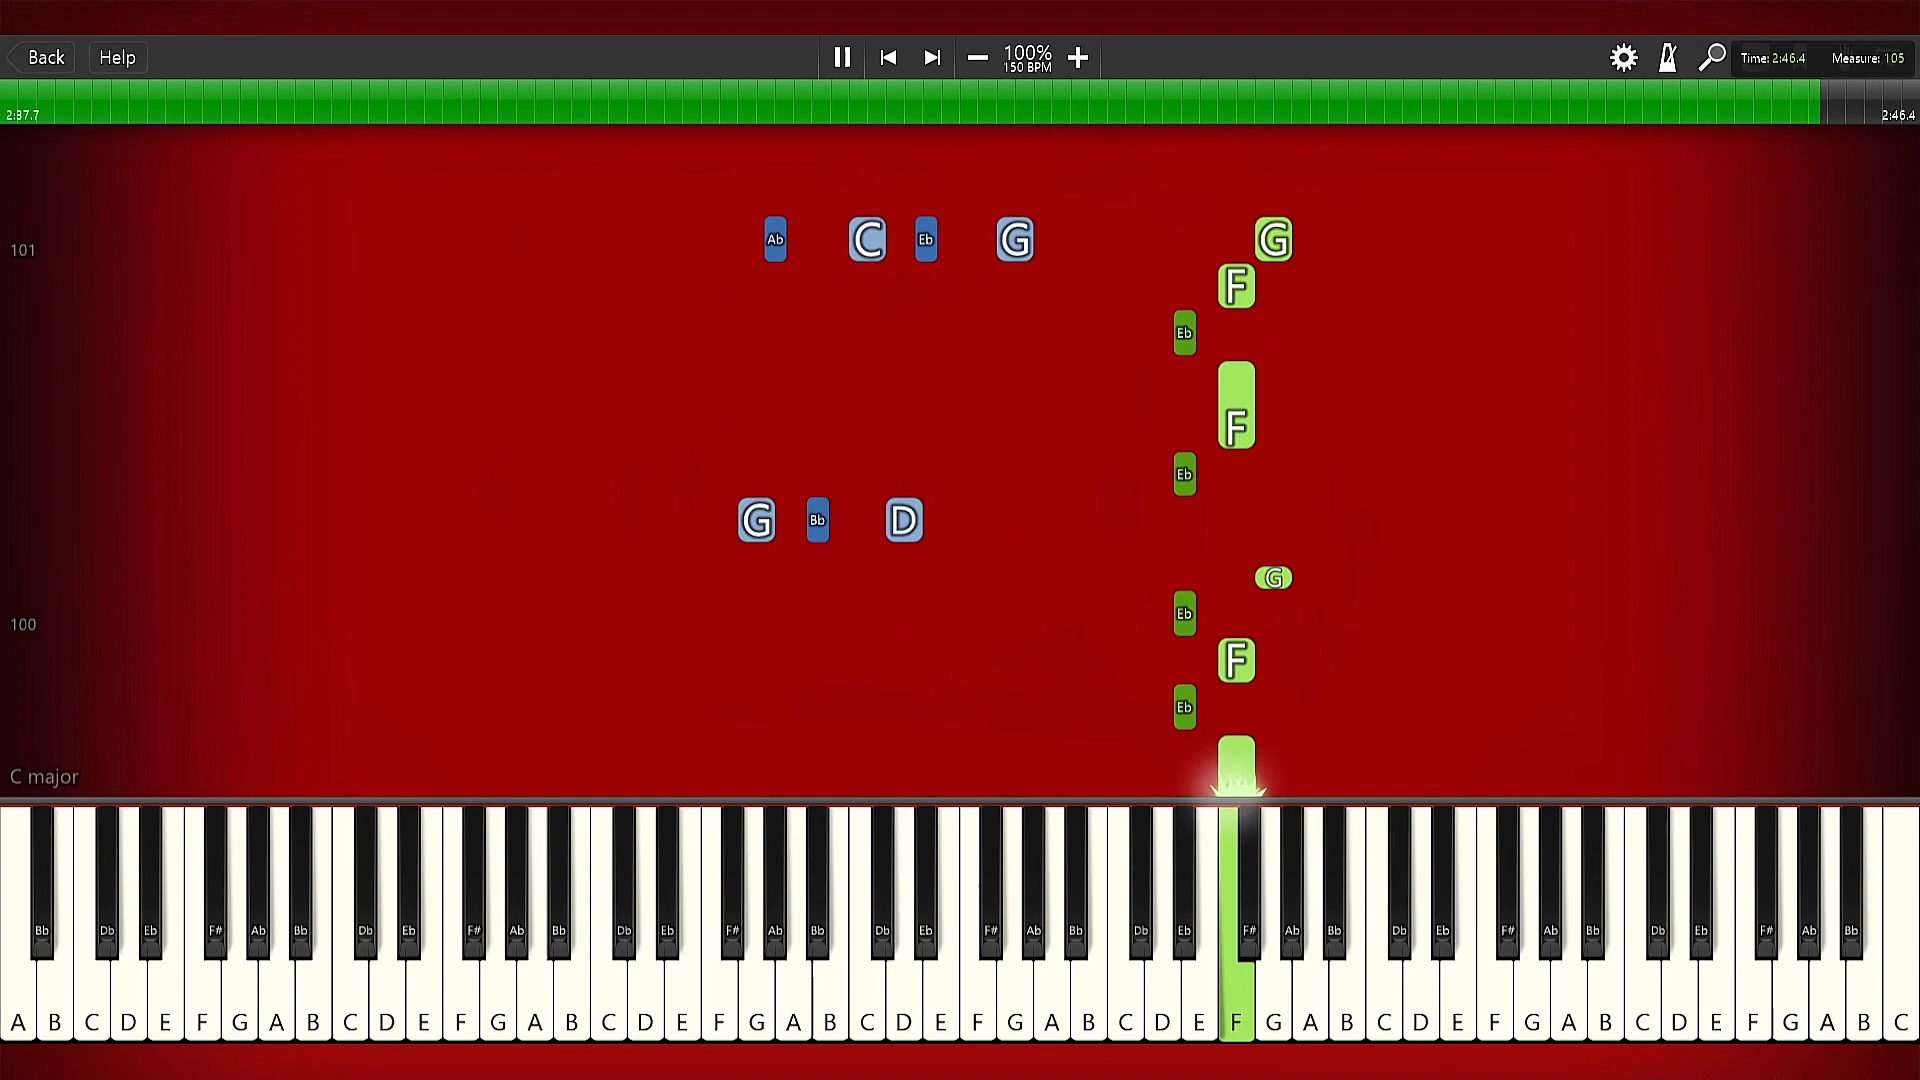 Back Help 100% Time: 2:46.4 Measure: 105
150 BPM
2:37.7 2:46.4
Ab C Eb G G
101
F
Eb
F
Eb
G Bb D
G
Eb
100
F
Eb
C major
Bb Db Eb F# Ab Bb Db Eb F# Ab Bb Db Eb F# Ab Bb Db Eb F# Ab Bb Db Eb F# Ab Bb Db Eb F# Ab Bb Db Eb F# Ab Bb
A B C D E F G A B C D E F G A B C D E F G A B C D E F G A B C D E F G A B C D E F G A B C D E F G A B C